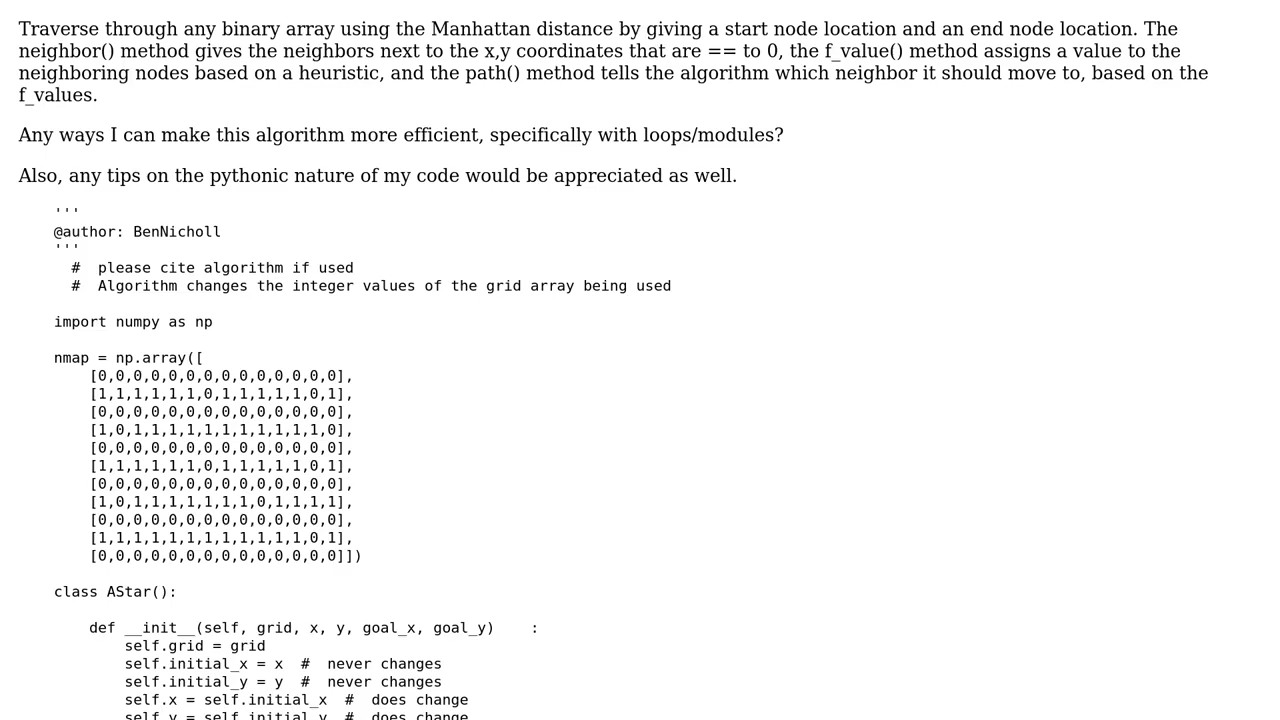 Traverse through any binary array using the Manhattan distance by giving a start node location and an end node location. The
neighbor() method gives the neighbors next to the x,y coordinates that are == to 0, the f_value() method assigns a value to the
neighboring nodes based on a heuristic, and the path() method tells the algorithm which neighbor it should move to, based on the
f_values.
Any ways I can make this algorithm more efficient, specifically with loops/modules?
Also, any tips on the pythonic nature of my code would be appreciated as well.
'''
@author: BenNicholl
'''
  #  please cite algorithm if used
  #  Algorithm changes the integer values of the grid array being used
import numpy as np
nmap = np.array([
    [0,0,0,0,0,0,0,0,0,0,0,0,0,0],
    [1,1,1,1,1,1,0,1,1,1,1,1,0,1],
    [0,0,0,0,0,0,0,0,0,0,0,0,0,0],
    [1,0,1,1,1,1,1,1,1,1,1,1,1,0],
    [0,0,0,0,0,0,0,0,0,0,0,0,0,0],
    [1,1,1,1,1,1,0,1,1,1,1,1,0,1],
    [0,0,0,0,0,0,0,0,0,0,0,0,0,0],
    [1,0,1,1,1,1,1,1,1,0,1,1,1,1],
    [0,0,0,0,0,0,0,0,0,0,0,0,0,0],
    [1,1,1,1,1,1,1,1,1,1,1,1,0,1],
    [0,0,0,0,0,0,0,0,0,0,0,0,0,0]])
class AStar():
    def __init__(self, grid, x, y, goal_x, goal_y)    :
        self.grid = grid
        self.initial_x = x  #  never changes
        self.initial_y = y  #  never changes
        self.x = self.initial_x  #  does change
        self.y = self.initial_y  #  does change